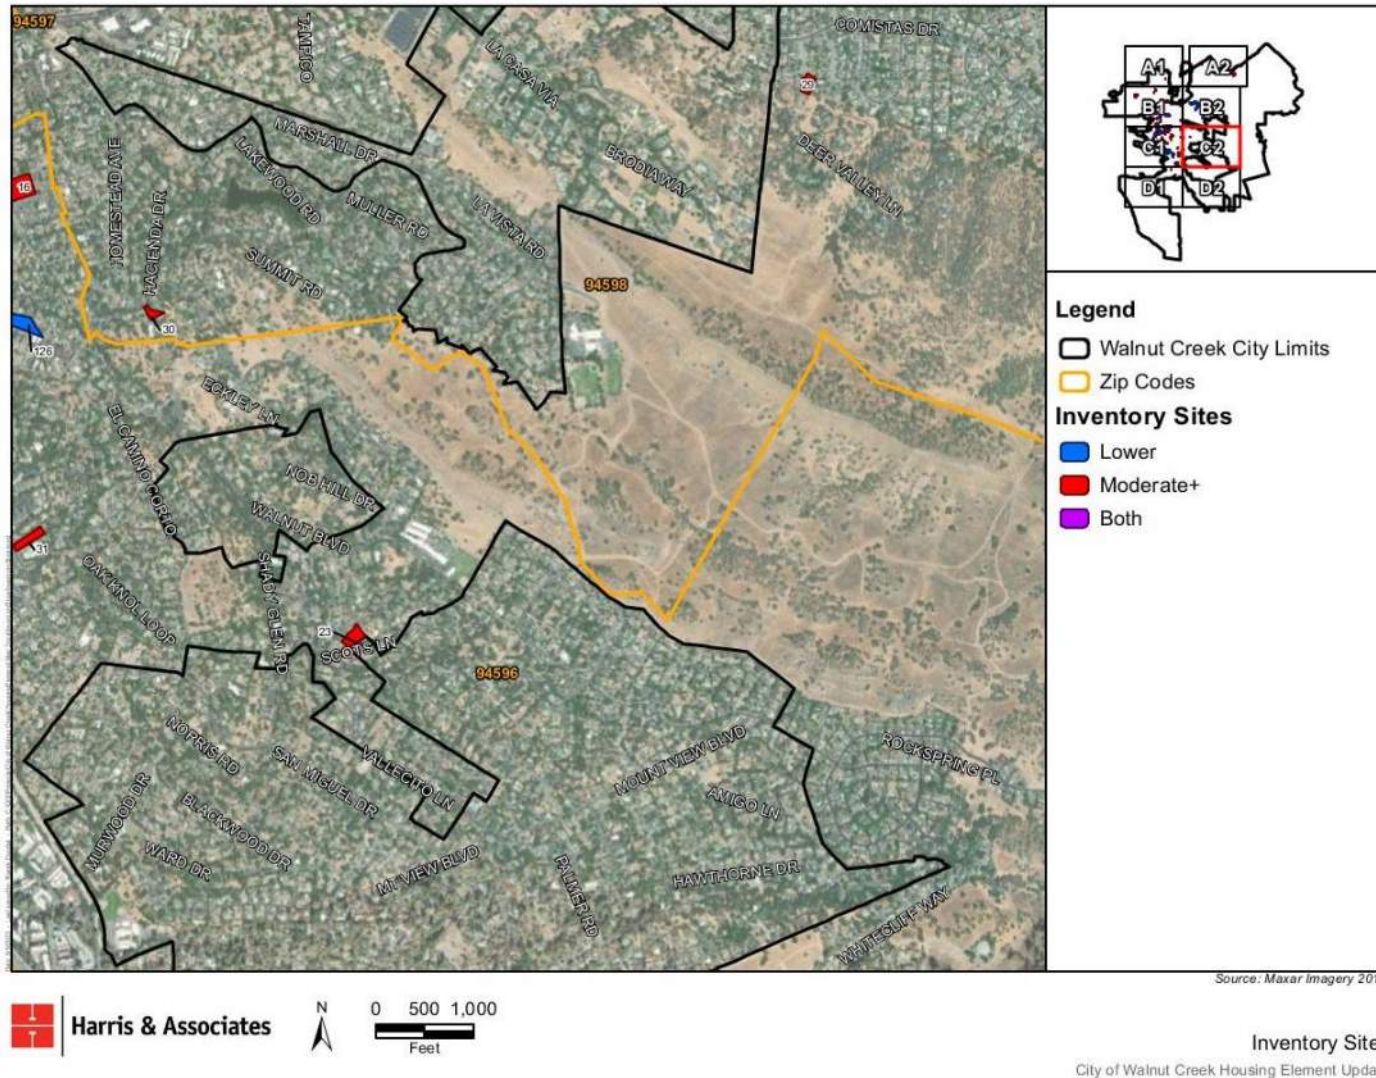 94597
TAMPICO
LA CASA VIA
COMISTAS DR
29
MARSHALL DR
LAKEWOOD RD
BRODIA WAY
DEER VALLEY LN
16
HOMESTEAD AVE
HACIENDA DR
MULLER RD
LA VISTA RD
SUMMIT RD
94598
30
126
ECKLEY LN
EL CAMINO CORTO
NOB HILL DR
WALNUT BLVD
31
OAK KNOL LOOP
SHADY GLEN RD
23
SCOTS LN
94596
NORRIS RD
SAN MIGUEL DR
VALLECITO LN
MOUNT VIEW BLVD
ROCKSPRING PL
AMIGO LN
MURWOOD DR
BLACKWOOD DR
WARD DR
MT VIEW BLVD
PALMER RD
HAWTHORNE DR
WHITECLIFF WAY
A1 A2
B1 B2
C1 C2
D1 D2
Legend
Walnut Creek City Limits
Zip Codes
Inventory Sites
Lower
Moderate+
Both
Source: Maxar Imagery 201
Harris & Associates
N
0 500 1,000
Feet
Inventory Site
City of Walnut Creek Housing Element Upda